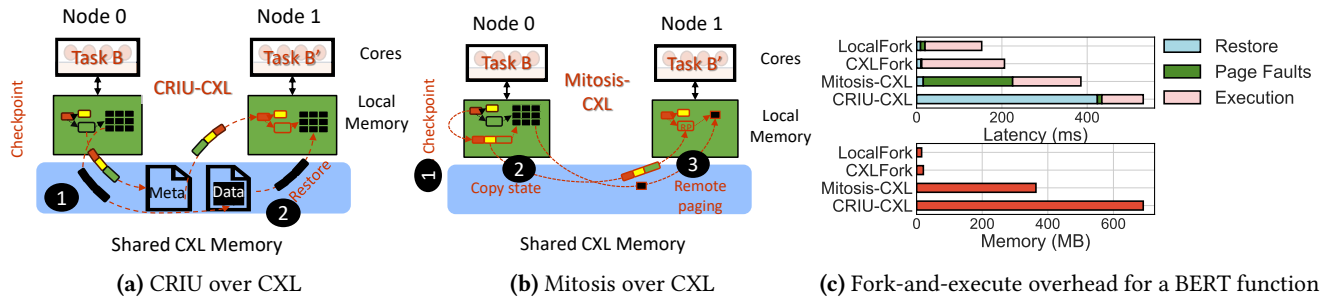 Node 0
Node 1
Task B
Task B'
Cores
CRIU-CXL
Checkpoint
Local
Memory
1
Meta
Data
2
Restore
Shared CXL Memory
(a) CRIU over CXL
Node 0
Node 1
Task B
Task B'
Cores
Mitosis-
CXL
Checkpoint
Local
Memory
1
2
3
Copy state
Remote
paging
Shared CXL Memory
(b) Mitosis over CXL
LocalFork
CXLFork
Mitosis-CXL
CRIU-CXL
0 200 400
Latency (ms)
Restore
Page Faults
Execution
LocalFork
CXLFork
Mitosis-CXL
CRIU-CXL
0 200 400 600
Memory (MB)
(c) Fork-and-execute overhead for a BERT function